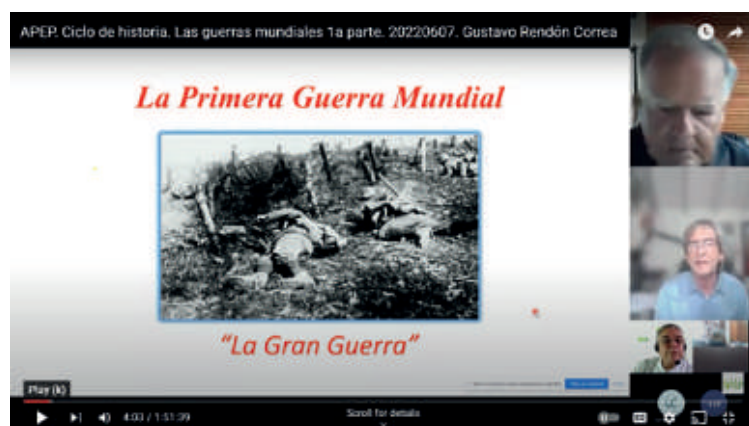 APEP. Ciclo de historia. Las guerras mundiales 1a parte. 20220607. Gustavo Rendón Correa
La Primera Guerra Mundial
“La Gran Guerra”
Play (k)
4:03 / 1:51:39
Scroll for details